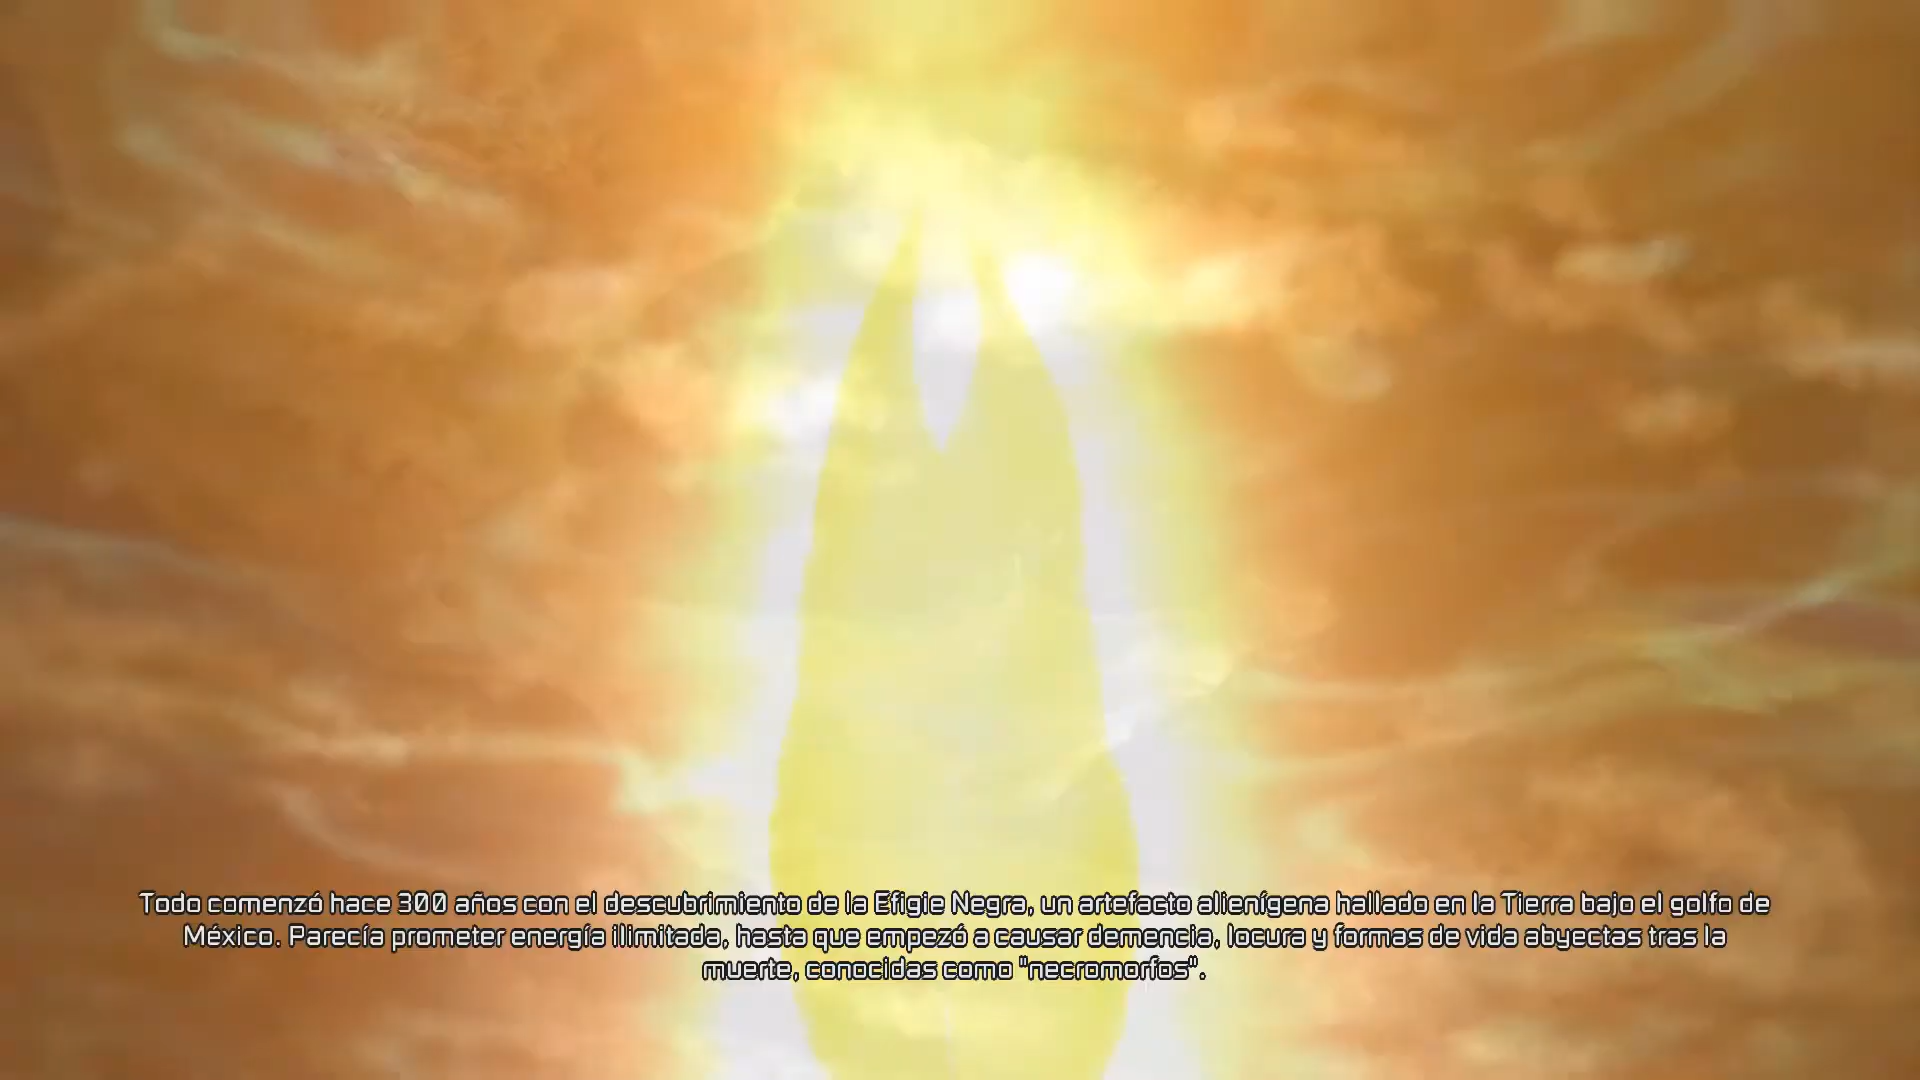 Todo comenzó hace 300 años con el descubrimiento de la Efigie Negra, un artefacto alienígena hallado en la Tierra bajo el golfo de
México. Parecía prometer energía ilimitada, hasta que empezó a causar demencia, locura y formas de vida abyectas tras la
muerte, conocidas como "necromorfos".